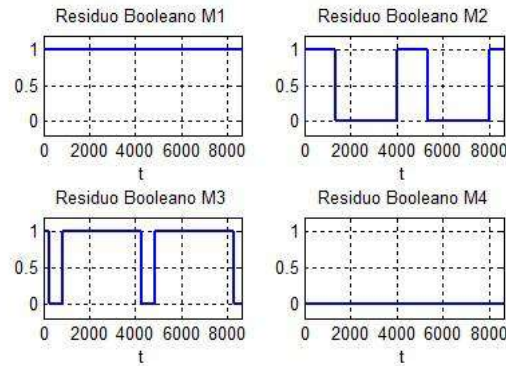 Residuo Booleano M1
Residuo Booleano M2
1
0.5
0
0 2000 4000 6000 8000
t
1
0.5
0
0 2000 4000 6000 8000
t
Residuo Booleano M3
Residuo Booleano M4
1
0.5
0
0 2000 4000 6000 8000
t
1
0.5
0
0 2000 4000 6000 8000
t